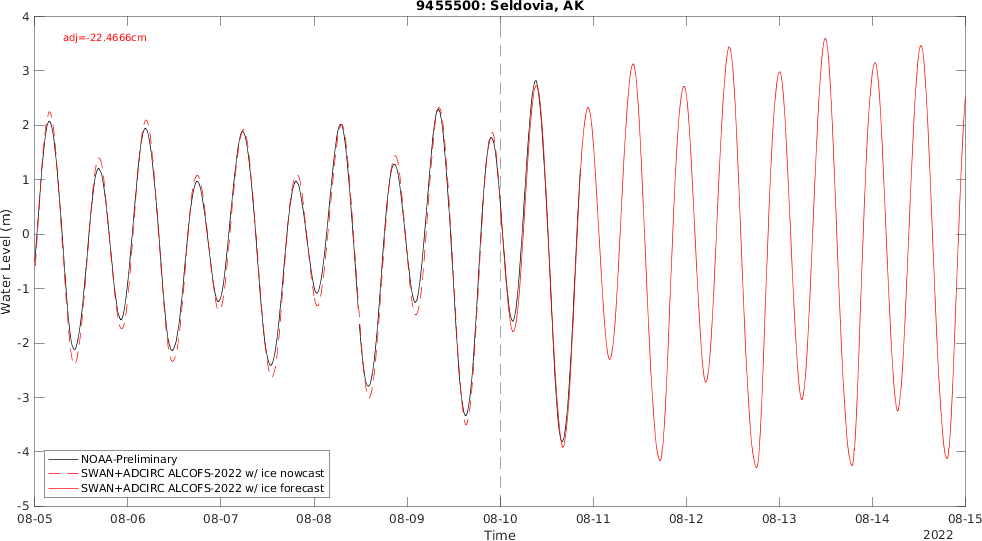 9455500: Seldovia, AK
adj=-22.4666cm
4
3
2
1
0
-1
-2
-3
-4
-5
Water Level (m)
NOAA-Preliminary
SWAN+ADCIRC ALCOFS-2022 w/ ice nowcast
SWAN+ADCIRC ALCOFS-2022 w/ ice forecast
08-05 08-06 08-07 08-08 08-09 08-10 08-11 08-12 08-13 08-14 08-15
Time
2022